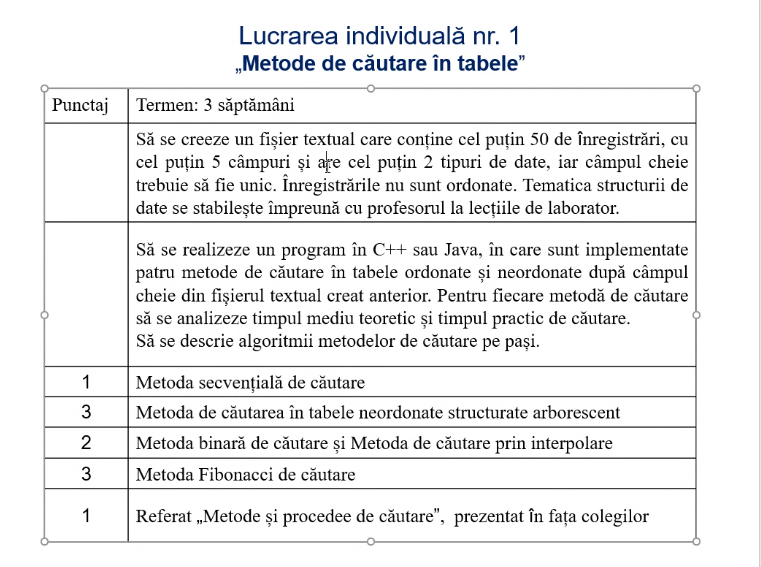 Lucrarea individuală nr. 1
„Metode de căutare în tabele”
Punctaj Termen: 3 săptămâni
Să se creeze un fișier textual care conține cel puțin 50 de înregistrări, cu
cel puțin 5 câmpuri și are cel puțin 2 tipuri de date, iar câmpul cheie
trebuie să fie unic. Înregistrările nu sunt ordonate. Tematica structurii de
date se stabilește împreună cu profesorul la lecțiile de laborator.
Să se realizeze un program în C++ sau Java, în care sunt implementate
patru metode de căutare în tabele ordonate și neordonate după câmpul
cheie din fișierul textual creat anterior. Pentru fiecare metodă de căutare
să se analizeze timpul mediu teoretic și timpul practic de căutare.
Să se descrie algoritmii metodelor de căutare pe pași.
1 Metoda secvențială de căutare
3 Metoda de căutarea în tabele neordonate structurate arborescent
2 Metoda binară de căutare și Metoda de căutare prin interpolare
3 Metoda Fibonacci de căutare
1 Referat „Metode și procedee de căutare”, prezentat în fața colegilor